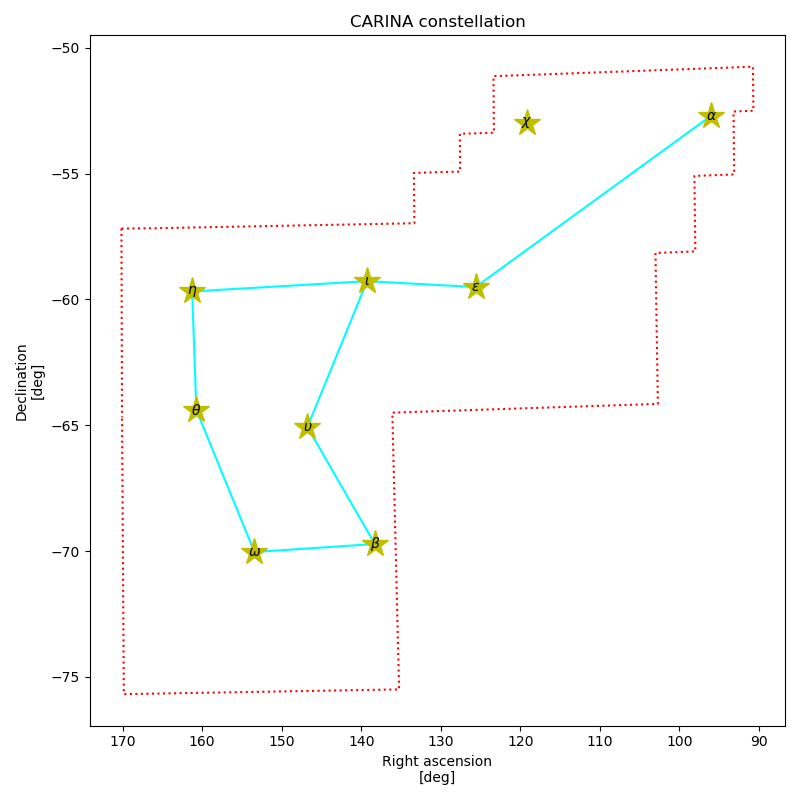 CARINA constellation
−50
−55
−60
−65
−70
−75
Declination
[deg]
χ
α
η
ι
ε
θ
υ
ω
β
170
160
150
140
130
120
110
100
90
Right ascension
[deg]